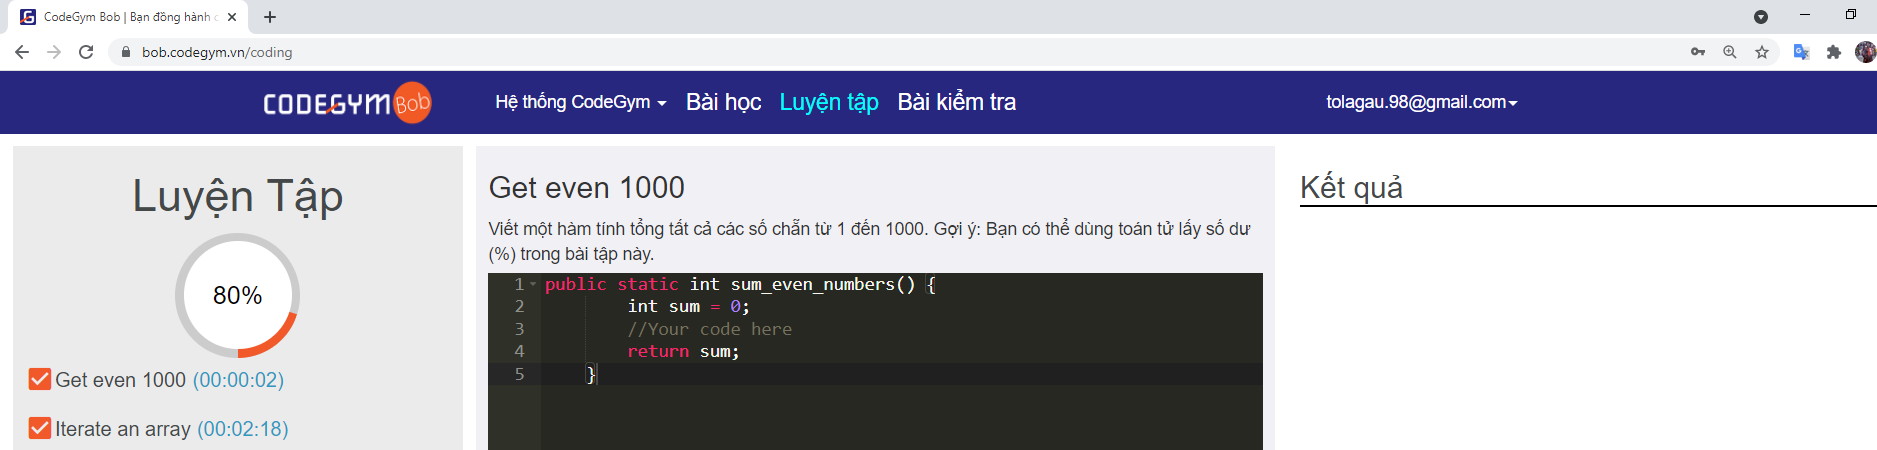 CodeGym Bob | Bạn đồng hành c
bob.codegym.vn/coding
CODEGYM Bob
Hệ thống CodeGym
Bài học
Luyện tập
Bài kiểm tra
tolagau.98@gmail.com
Luyện Tập
80%
Get even 1000 (00:00:02)
Iterate an array (00:02:18)
Get even 1000
Viết một hàm tính tổng tất cả các số chẵn từ 1 đến 1000. Gợi ý: Bạn có thể dùng toán tử lấy số dư
(%) trong bài tập này.
1 public static int sum_even_numbers() {
2 int sum = 0;
3 //Your code here
4 return sum;
5 }
Kết quả